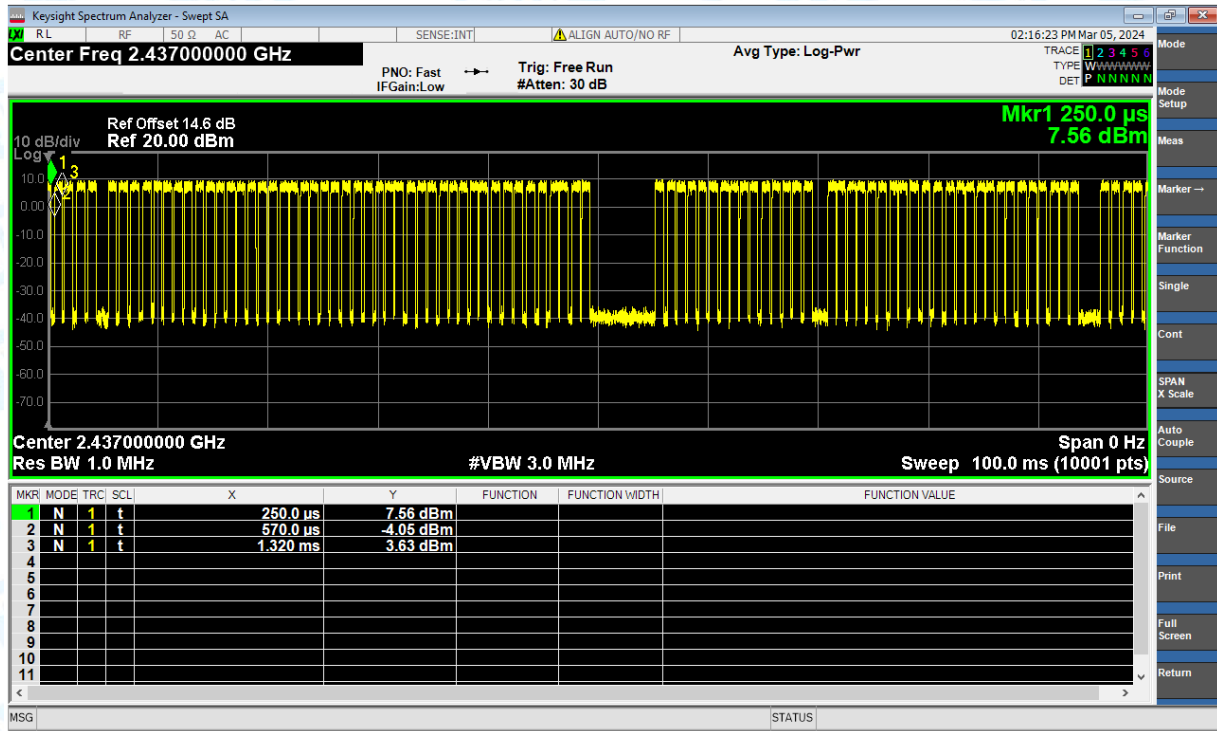 Keysight Spectrum Analyzer - Swept SA
LXI RL RF 50 Ω AC SENSE:INT ALIGN AUTO/NO RF 02:16:23 PM Mar 05, 2024
Center Freq 2.437000000 GHz
PNO: Fast
IFGain:Low
Trig: Free Run
#Atten: 30 dB
Avg Type: Log-Pwr
TRACE 1 2 3 4 5 6
TYPE WWWWWW
DET P N N N N N
Mkr1 250.0 µs
7.56 dBm
Ref Offset 14.6 dB
10 dB/div Ref 20.00 dBm
Log
1
3
2
10.0
0.00
-10.0
-20.0
-30.0
-40.0
-50.0
-60.0
-70.0
Center 2.437000000 GHz Span 0 Hz
Res BW 1.0 MHz #VBW 3.0 MHz Sweep 100.0 ms (10001 pts)
MKR MODE TRC SCL X Y FUNCTION FUNCTION WIDTH FUNCTION VALUE
1 N 1 t 250.0 µs 7.56 dBm
2 N 1 t 570.0 µs -4.05 dBm
3 N 1 t 1.320 ms 3.63 dBm
4
5
6
7
8
9
10
11
MSG STATUS
Mode
Mode
Setup
Meas
Marker →
Marker
Function
Single
Cont
SPAN
X Scale
Auto
Couple
Source
File
Print
Full
Screen
Return